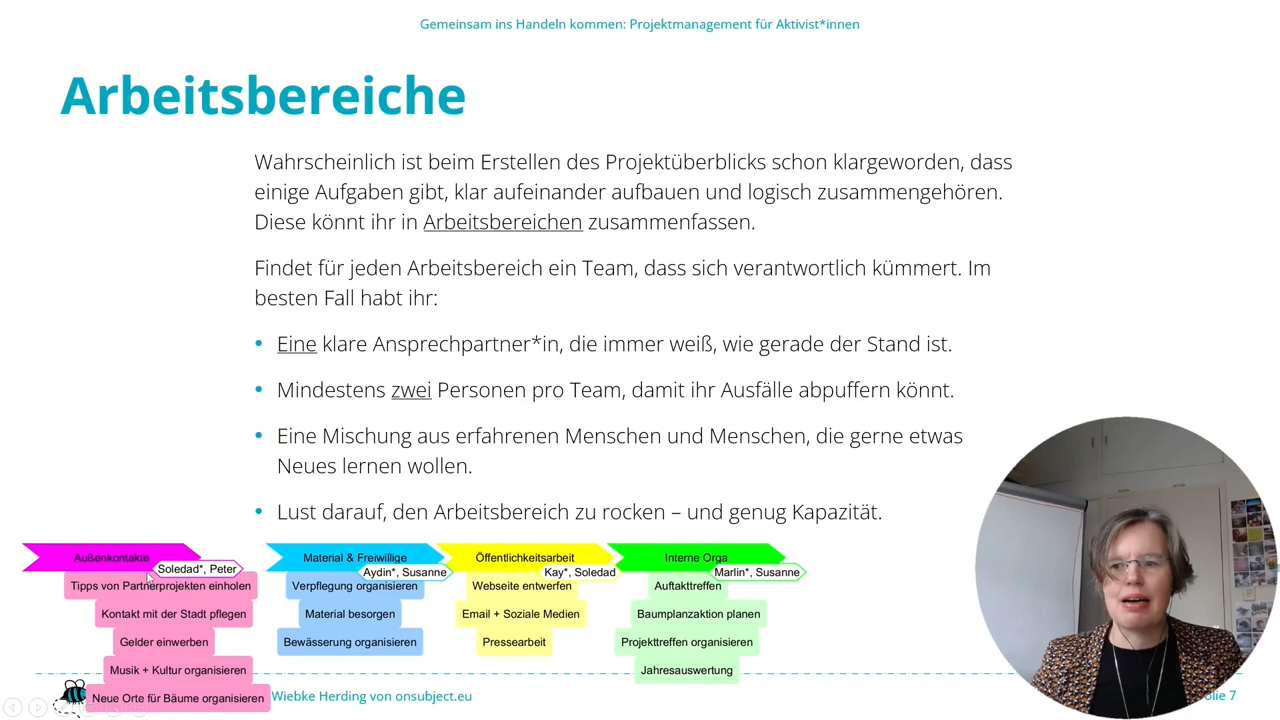 Gemeinsam ins Handeln kommen: Projektmanagement für Aktivist*innen
Arbeitsbereiche
Wahrscheinlich ist beim Erstellen des Projektüberblicks schon klargeworden, dass
einige Aufgaben gibt, klar aufeinander aufbauen und logisch zusammengehören.
Diese könnt ihr in Arbeitsbereichen zusammenfassen.
Findet für jeden Arbeitsbereich ein Team, dass sich verantwortlich kümmert. Im
besten Fall habt ihr:
• Eine klare Ansprechpartner*in, die immer weiß, wie gerade der Stand ist.
• Mindestens zwei Personen pro Team, damit ihr Ausfälle abpuffern könnt.
• Eine Mischung aus erfahrenen Menschen und Menschen, die gerne etwas
Neues lernen wollen.
• Lust darauf, den Arbeitsbereich zu rocken – und genug Kapazität.
Außenkontakte
Soledad*, Peter
Tipps von Partnerprojekten einholen
Kontakt mit der Stadt pflegen
Gelder einwerben
Musik + Kultur organisieren
Neue Orte für Bäume organisieren
Material & Freiwillige
Aydin*, Susanne
Verpflegung organisieren
Material besorgen
Bewässerung organisieren
Öffentlichkeitsarbeit
Kay*, Soledad
Webseite entwerfen
Email + Soziale Medien
Pressearbeit
Interne Orga
Marlin*, Susanne
Auftakttreffen
Baumplanzaktion planen
Projekttreffen organisieren
Jahresauswertung
Wiebke Herding von onsubject.eu
7